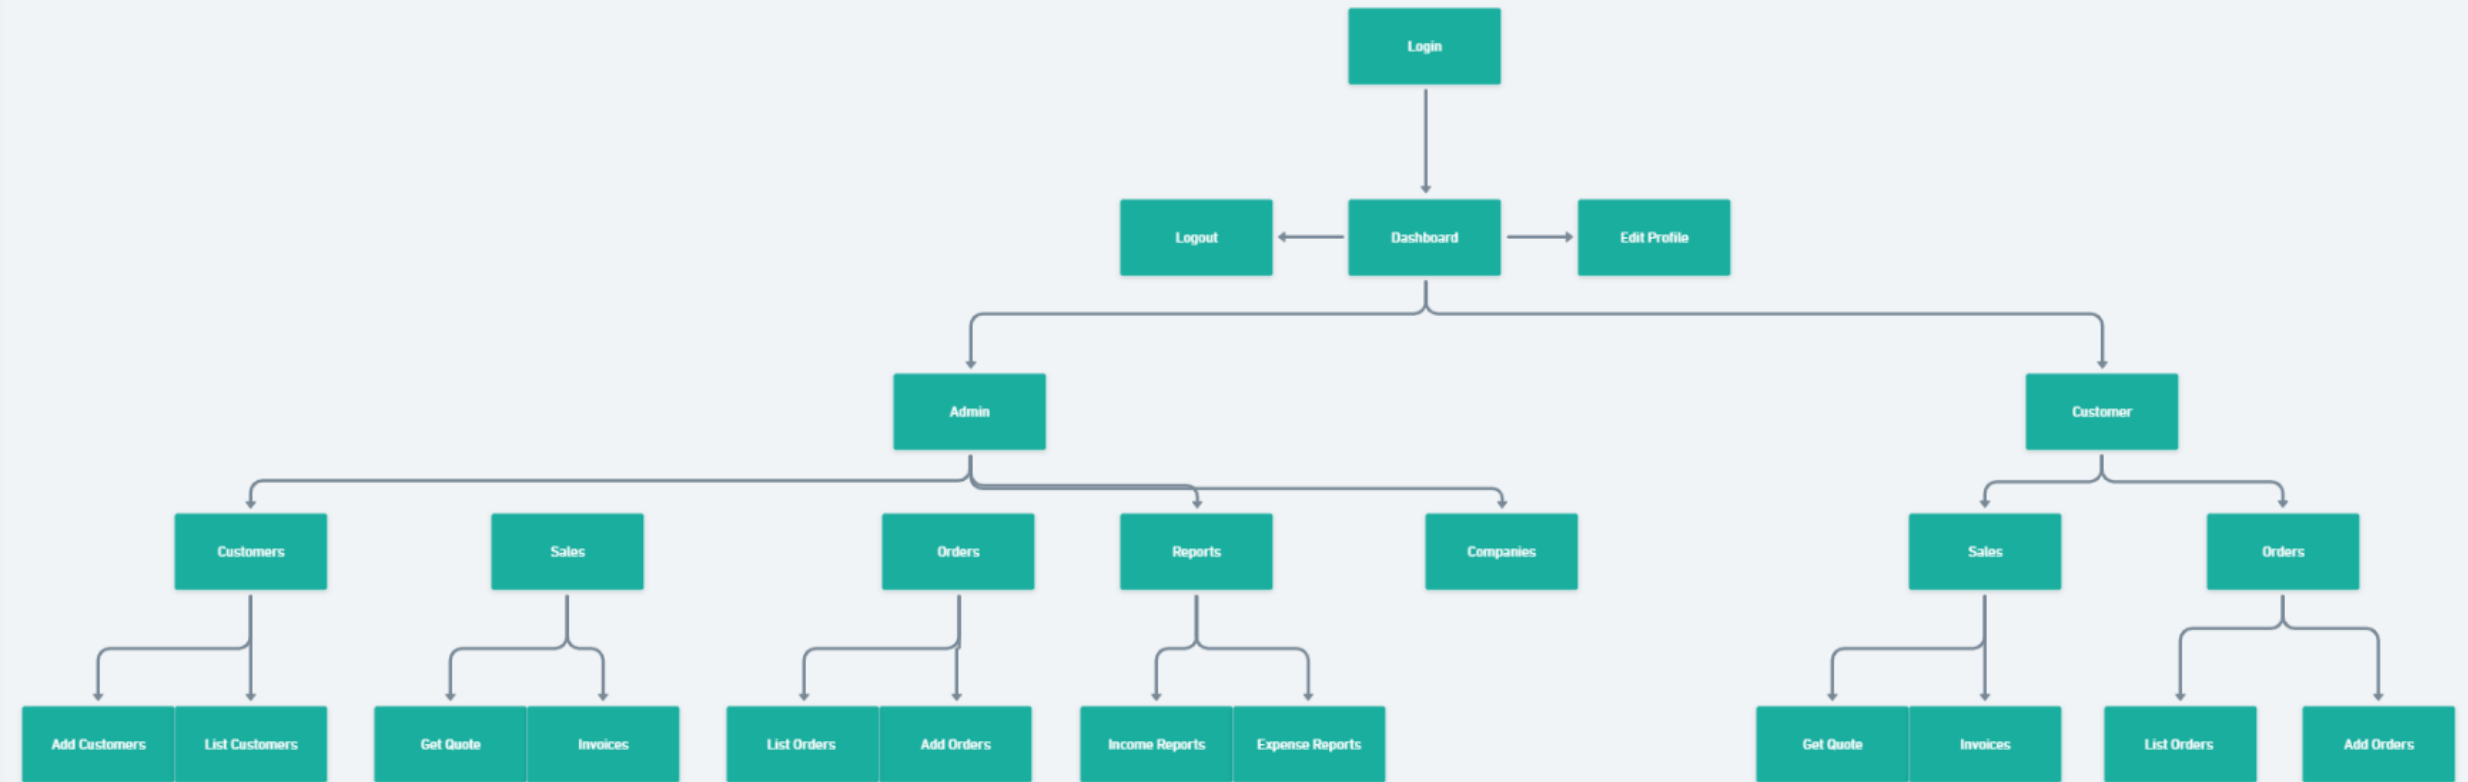 Login
Logout
Dashboard
Edit Profile
Admin
Customer
Customers
Sales
Orders
Reports
Companies
Sales
Orders
Add Customers
List Customers
Get Quote
Invoices
List Orders
Add Orders
Income Reports
Expense Reports
Get Quote
Invoices
List Orders
Add Orders